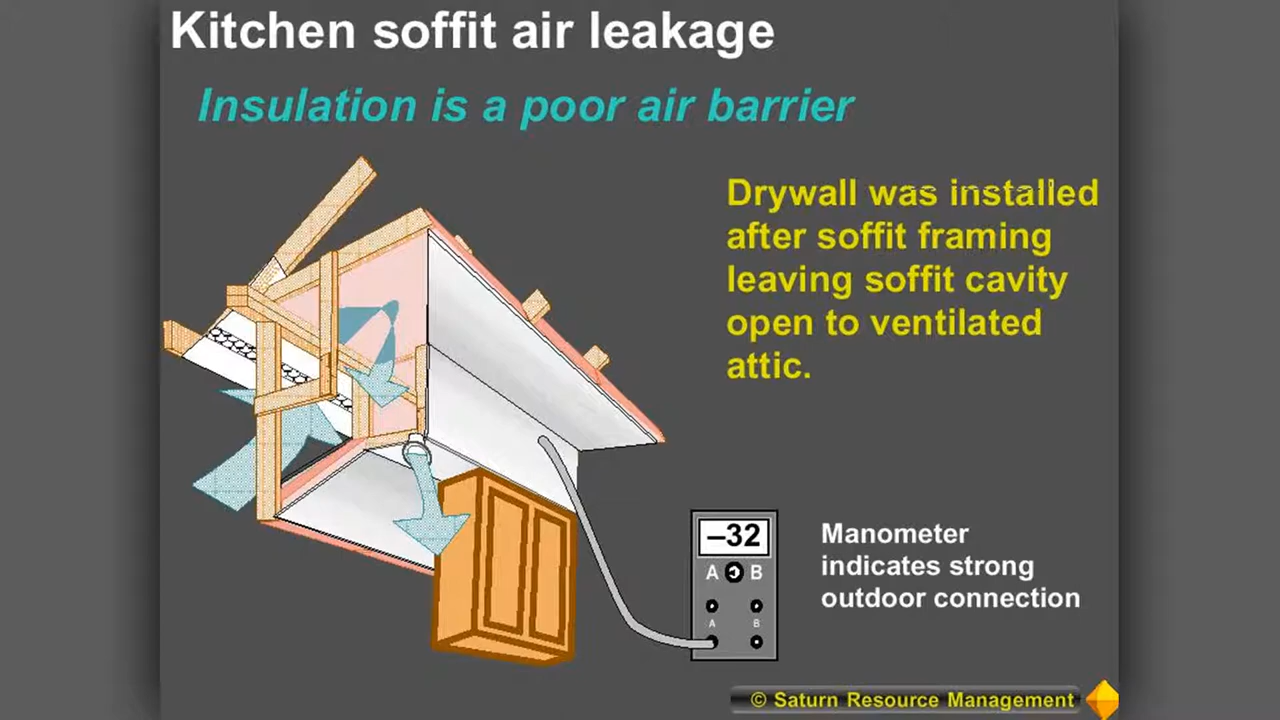 Kitchen soffit air leakage
Insulation is a poor air barrier
Drywall was installed
after soffit framing
leaving soffit cavity
open to ventilated
attic.
–32
A B
A B
Manometer
indicates strong
outdoor connection
© Saturn Resource Management